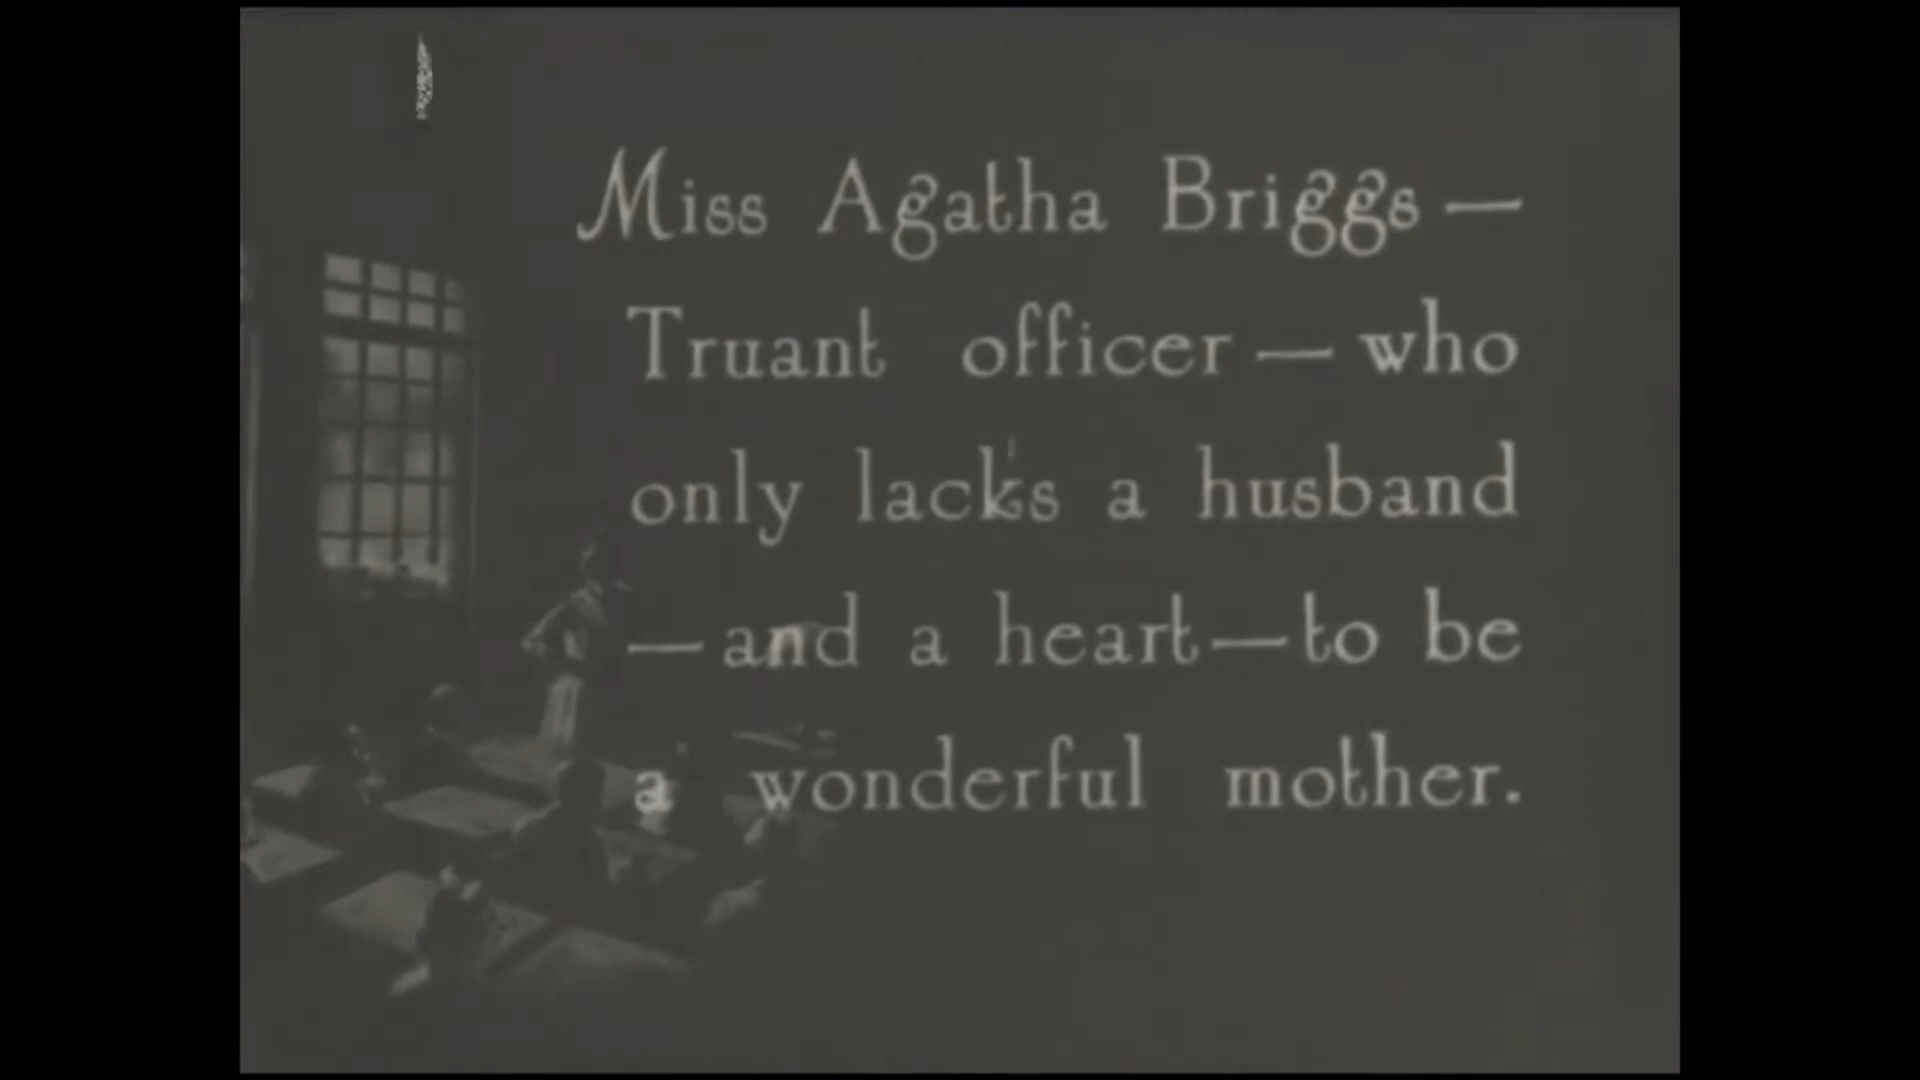 Miss Agatha Briggs —
Truant officer — who
only lacks a husband
— and a heart — to be
a wonderful mother.